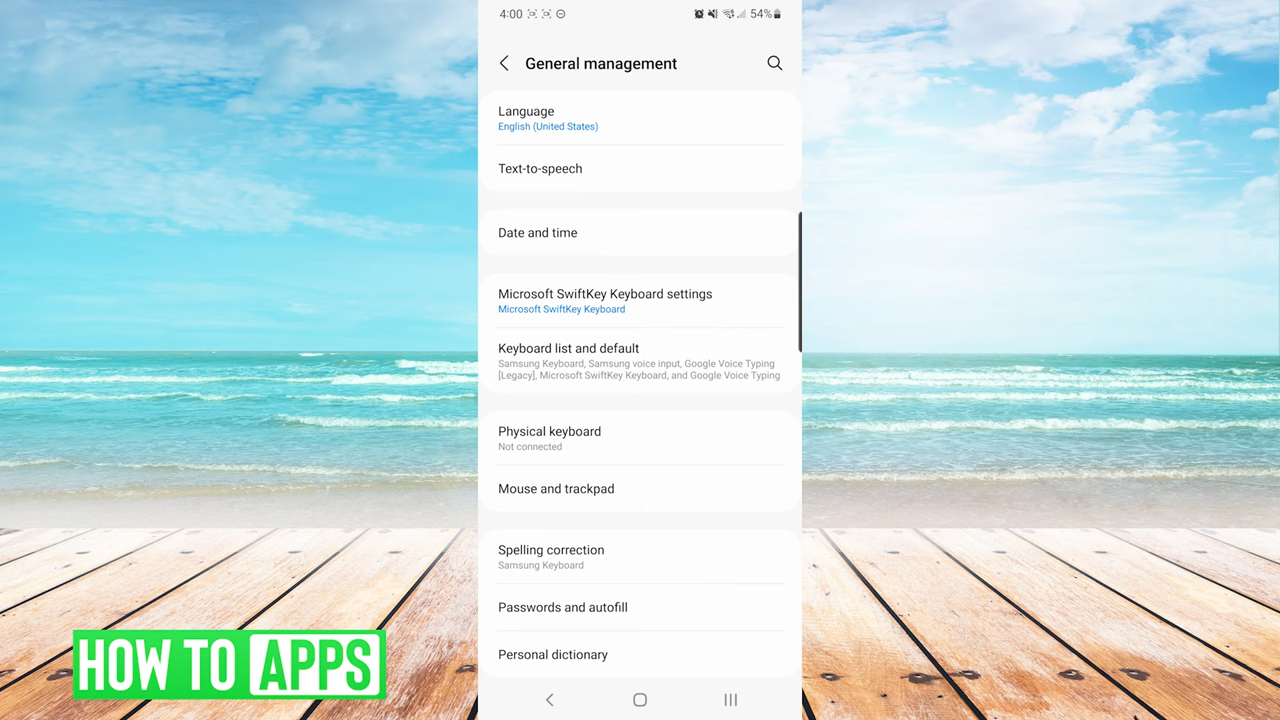 4:00
54%
General management
Language
English (United States)
Text-to-speech
Date and time
Microsoft SwiftKey Keyboard settings
Microsoft SwiftKey Keyboard
Keyboard list and default
Samsung Keyboard, Samsung voice input, Google Voice Typing
[Legacy], Microsoft SwiftKey Keyboard, and Google Voice Typing
Physical keyboard
Not connected
Mouse and trackpad
Spelling correction
Samsung Keyboard
Passwords and autofill
Personal dictionary
HOW TO APPS